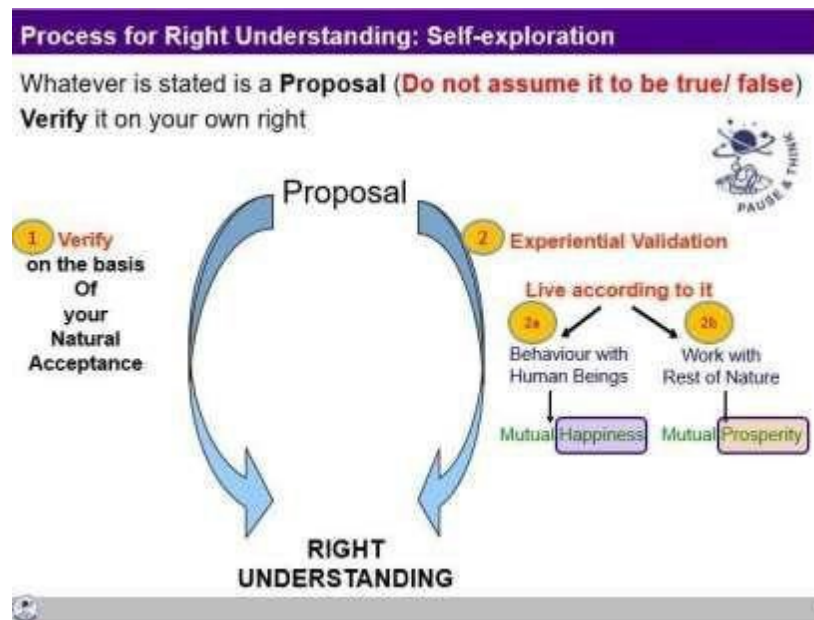 Process for Right Understanding: Self-exploration
Whatever is stated is a Proposal (Do not assume it to be true/ false)
Verify it on your own right
PAUSE & THINK
Proposal
1 Verify
on the basis
Of
your
Natural
Acceptance
2 Experiential Validation
Live according to it
2a
2b
Behaviour with
Human Beings
Work with
Rest of Nature
Mutual Happiness
Mutual Prosperity
RIGHT
UNDERSTANDING